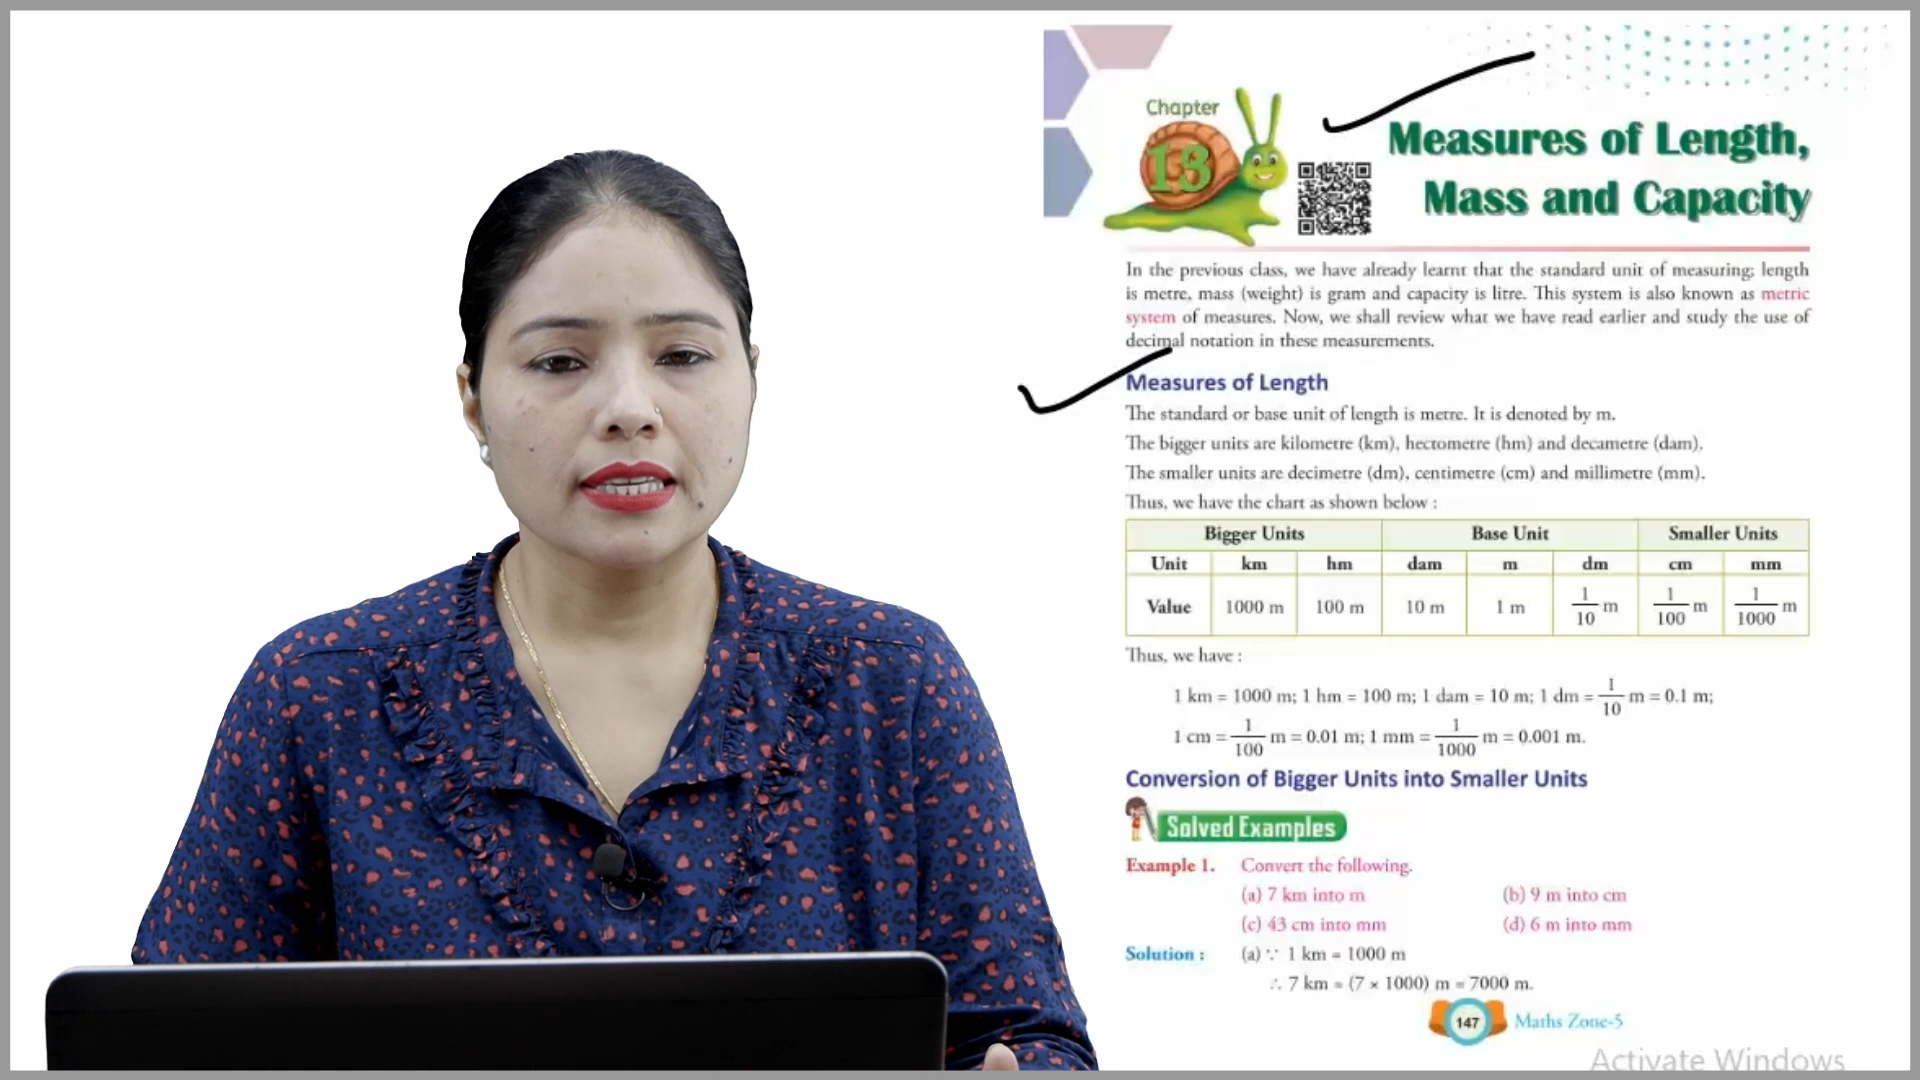 Chapter
13
Measures of Length,
Mass and Capacity
In the previous class, we have already learnt that the standard unit of measuring; length
is metre, mass (weight) is gram and capacity is litre. This system is also known as metric
system of measures. Now, we shall review what we have read earlier and study the use of
decimal notation in these measurements.
Measures of Length
The standard or base unit of length is metre. It is denoted by m.
The bigger units are kilometre (km), hectometre (hm) and decametre (dam).
The smaller units are decimetre (dm), centimetre (cm) and millimetre (mm).
Thus, we have the chart as shown below :
Bigger Units Base Unit Smaller Units
Unit km hm dam m dm cm mm
Value 1000 m 100 m 10 m 1 m 1/10 m 1/100 m 1/1000 m
Thus, we have :
1 km = 1000 m; 1 hm = 100 m; 1 dam = 10 m; 1 dm = 1/10 m = 0.1 m;
1 cm = 1/100 m = 0.01 m; 1 mm = 1/1000 m = 0.001 m.
Conversion of Bigger Units into Smaller Units
Solved Examples
Example 1. Convert the following.
(a) 7 km into m (b) 9 m into cm
(c) 43 cm into mm (d) 6 m into mm
Solution : (a) ∵ 1 km = 1000 m
∴ 7 km = (7 × 1000) m = 7000 m.
147 Maths Zone-5
Activate Windows